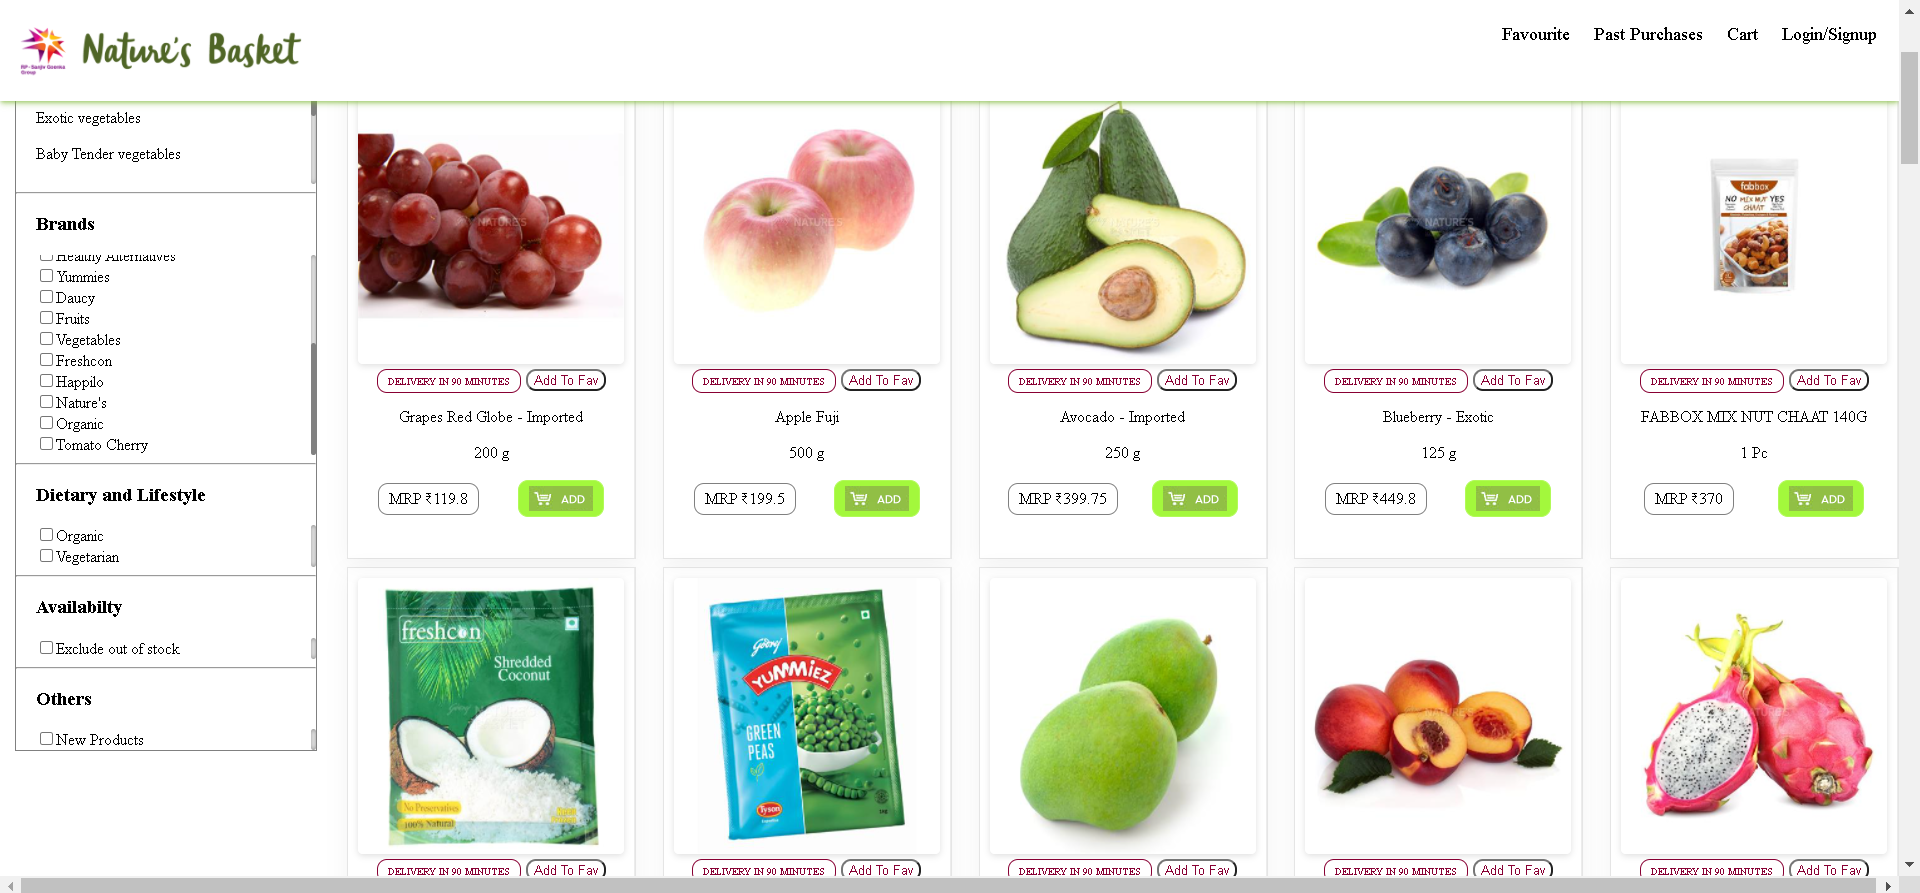 RP- Sanjiv Goenka
Group
Nature's Basket
Favourite
Past Purchases
Cart
Login/Signup
Exotic vegetables
Baby Tender vegetables
Brands
Healthy Alternatives
Yummies
Daucy
Fruits
Vegetables
Freshcon
Happilo
Nature's
Organic
Tomato Cherry
Dietary and Lifestyle
Organic
Vegetarian
Availabilty
Exclude out of stock
Others
New Products
NATURE'S
DELIVERY IN 90 MINUTES
Add To Fav
Grapes Red Globe - Imported
200 g
MRP ₹119.8
ADD
NATURE'S
DELIVERY IN 90 MINUTES
Add To Fav
Apple Fuji
500 g
MRP ₹199.5
ADD
DELIVERY IN 90 MINUTES
Add To Fav
Avocado - Imported
250 g
MRP ₹399.75
ADD
NATURE'S
DELIVERY IN 90 MINUTES
Add To Fav
Blueberry - Exotic
125 g
MRP ₹449.8
ADD
fabbox
NO MIX NUT YES
CHAAT
DELIVERY IN 90 MINUTES
Add To Fav
FABBOX MIX NUT CHAAT 140G
1 Pc
MRP ₹370
ADD
freshcon
Shredded
Coconut
No Preservatives
100% Natural
DELIVERY IN 90 MINUTES
Add To Fav
Godrej
YUMMIEZ
GREEN
PEAS
Tyson
DELIVERY IN 90 MINUTES
Add To Fav
DELIVERY IN 90 MINUTES
Add To Fav
DELIVERY IN 90 MINUTES
Add To Fav
DELIVERY IN 90 MINUTES
Add To Fav